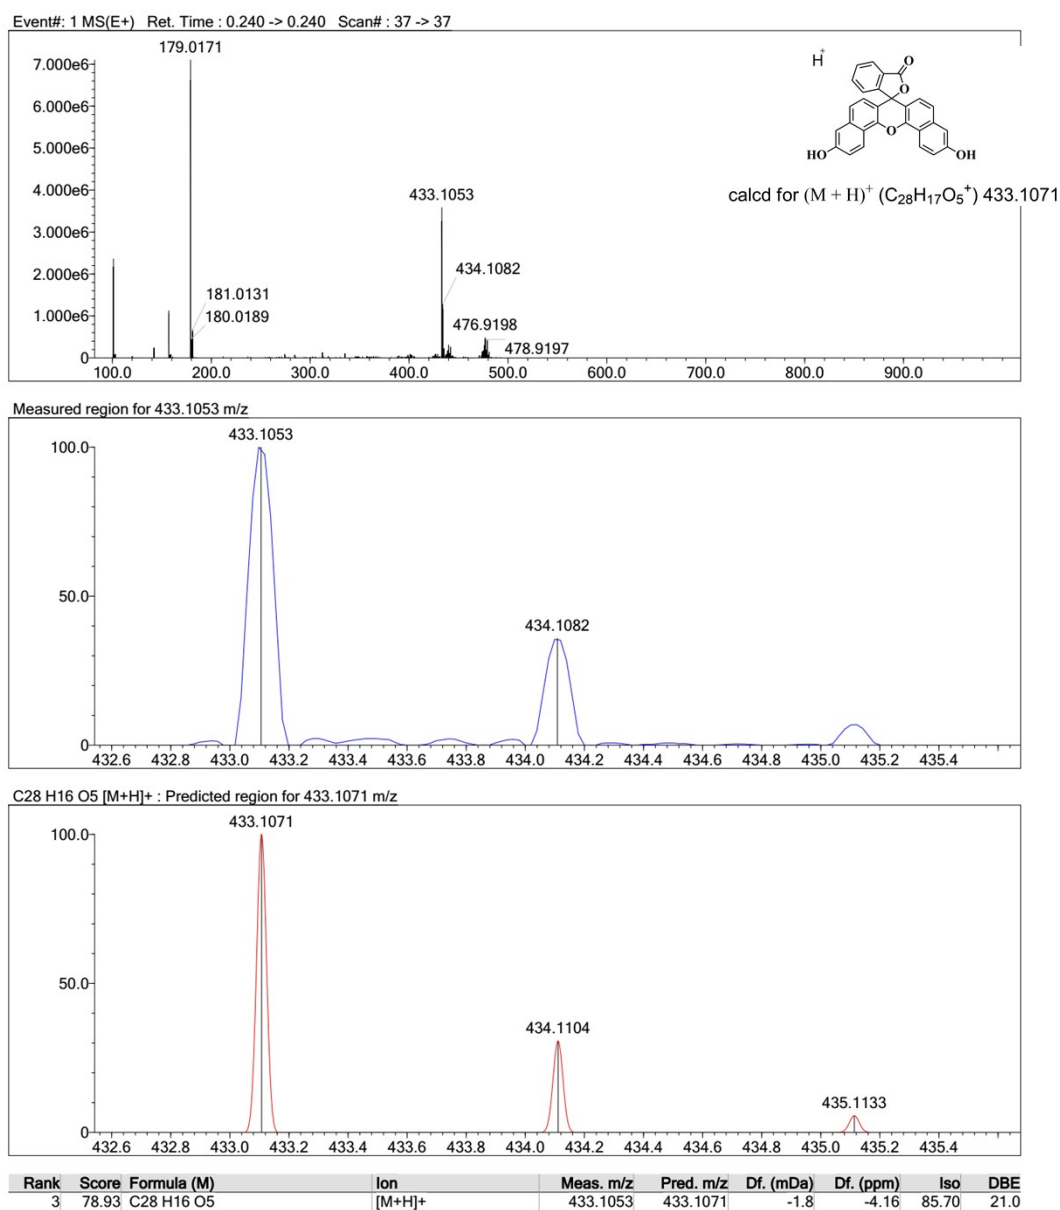 Event#: 1 MS(E+) Ret. Time : 0.240 -> 0.240 Scan# : 37 -> 37
179.0171
7.000e6
6.000e6
5.000e6
4.000e6
3.000e6
2.000e6
1.000e6
0
433.1053
434.1082
181.0131
180.0189
476.9198
478.9197
100.0 200.0 300.0 400.0 500.0 600.0 700.0 800.0 900.0
H+
O
O
O
HO
OH
calcd for (M + H)+ (C28H17O5+) 433.1071
Measured region for 433.1053 m/z
433.1053
100.0
50.0
0
434.1082
432.6 432.8 433.0 433.2 433.4 433.6 433.8 434.0 434.2 434.4 434.6 434.8 435.0 435.2 435.4
C28 H16 O5 [M+H]+ : Predicted region for 433.1071 m/z
433.1071
100.0
50.0
0
434.1104
435.1133
432.6 432.8 433.0 433.2 433.4 433.6 433.8 434.0 434.2 434.4 434.6 434.8 435.0 435.2 435.4
Rank Score Formula (M) Ion Meas. m/z Pred. m/z Df. (mDa) Df. (ppm) Iso DBE
3 78.93 C28 H16 O5 [M+H]+ 433.1053 433.1071 -1.8 -4.16 85.70 21.0